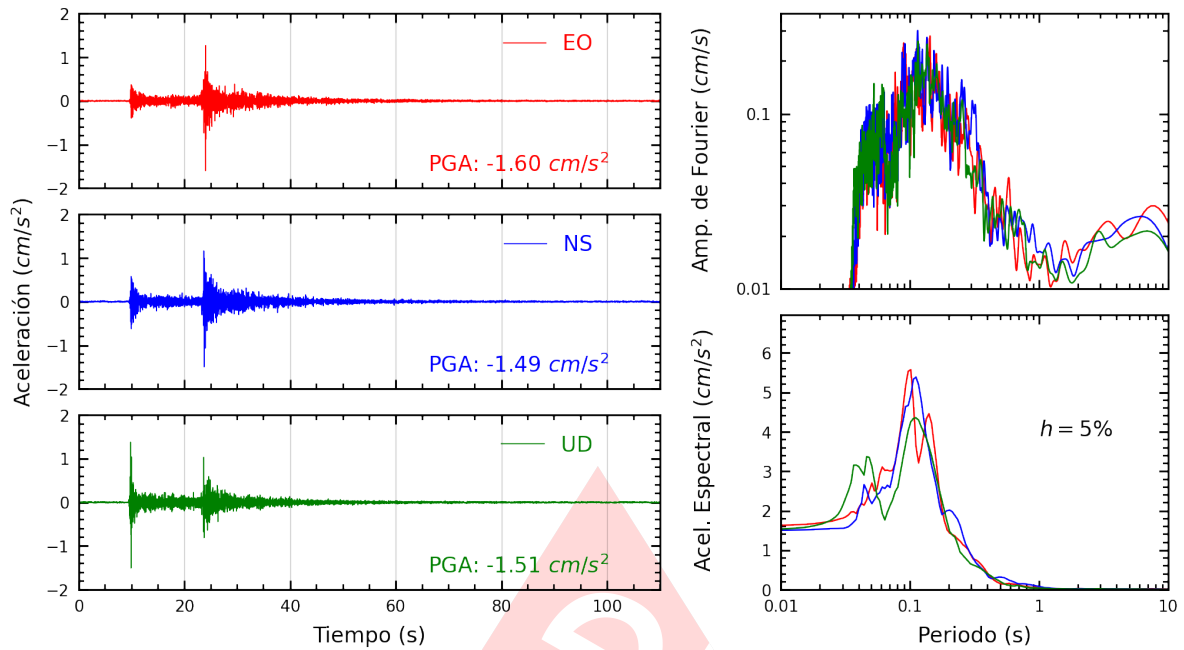 Aceleración (cm/s²)
2
1
0
−1
−2
EO
PGA: -1.60 cm/s²
2
1
0
−1
−2
NS
PGA: -1.49 cm/s²
2
1
0
−1
−2
UD
PGA: -1.51 cm/s²
0 20 40 60 80 100
Tiempo (s)
Amp. de Fourier (cm/s)
0.1
0.01
Acel. Espectral (cm/s²)
6
5
4
3
2
1
0
h = 5%
0.01 0.1 1 10
Periodo (s)